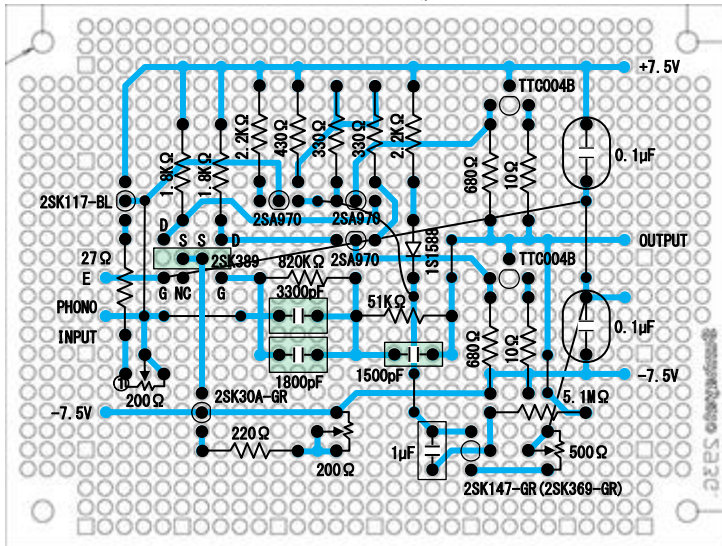 +7.5V
TTC004B
2.2KΩ
430Ω
330Ω
330Ω
2.2KΩ
0.1μF
1.8KΩ
1.8KΩ
680Ω
10Ω
2SK117-BL
2SA970
2SA970
D
S
S
D
2SK389
2SA970
1S1588
OUTPUT
27Ω
TTC004B
E
G
NC
G
820KΩ
3300pF
51KΩ
PHONO
INPUT
0.1μF
680Ω
10Ω
1800pF
1500pF
-7.5V
200Ω
2SK30A-GR
5.1MΩ
-7.5V
220Ω
200Ω
1μF
500Ω
2SK147-GR(2SK369-GR)